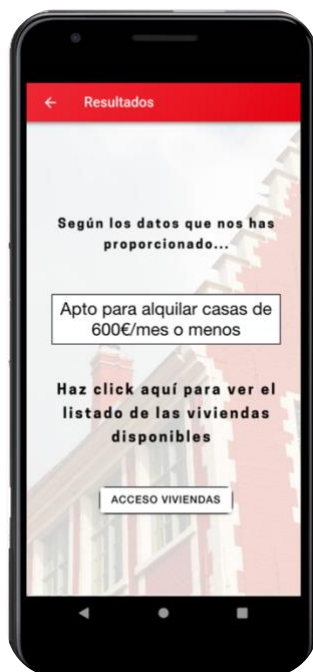 Resultados
Según los datos que nos has
proporcionado...
Apto para alquilar casas de
600€/mes o menos
Haz click aquí para ver el
listado de las viviendas
disponibles
ACCESO VIVIENDAS